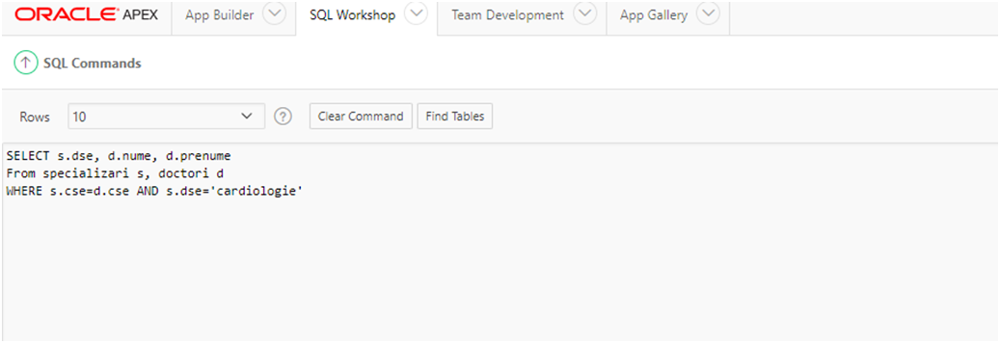 ORACLE APEX App Builder SQL Workshop Team Development App Gallery
SQL Commands
Rows 10 ? Clear Command Find Tables
SELECT s.dse, d.nume, d.prenume
From specializari s, doctori d
WHERE s.cse=d.cse AND s.dse='cardiologie'